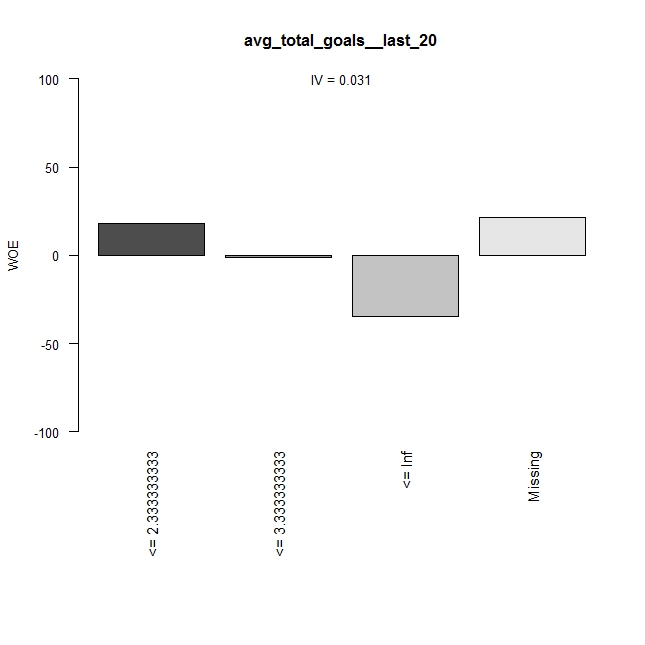 avg_total_goals__last_20
IV = 0.031
100
50
0
-50
-100
WOE
<= 2.333333333
<= 3.333333333
<= Inf
Missing